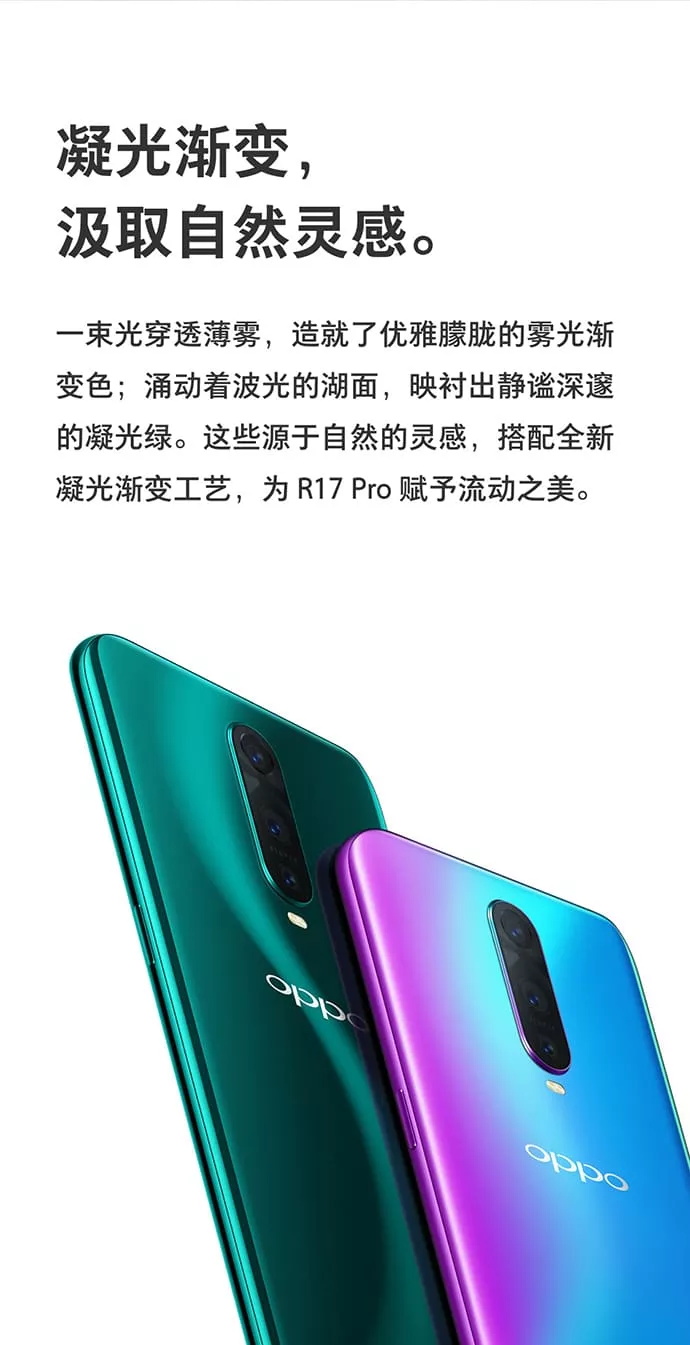 凝光渐变，
汲取自然灵感。
一束光穿透薄雾，造就了优雅朦胧的雾光渐
变色；涌动着波光的湖面，映衬出静谧深邃
的凝光绿。这些源于自然的灵感，搭配全新
凝光渐变工艺，为 R17 Pro 赋予流动之美。
oppo
oppo